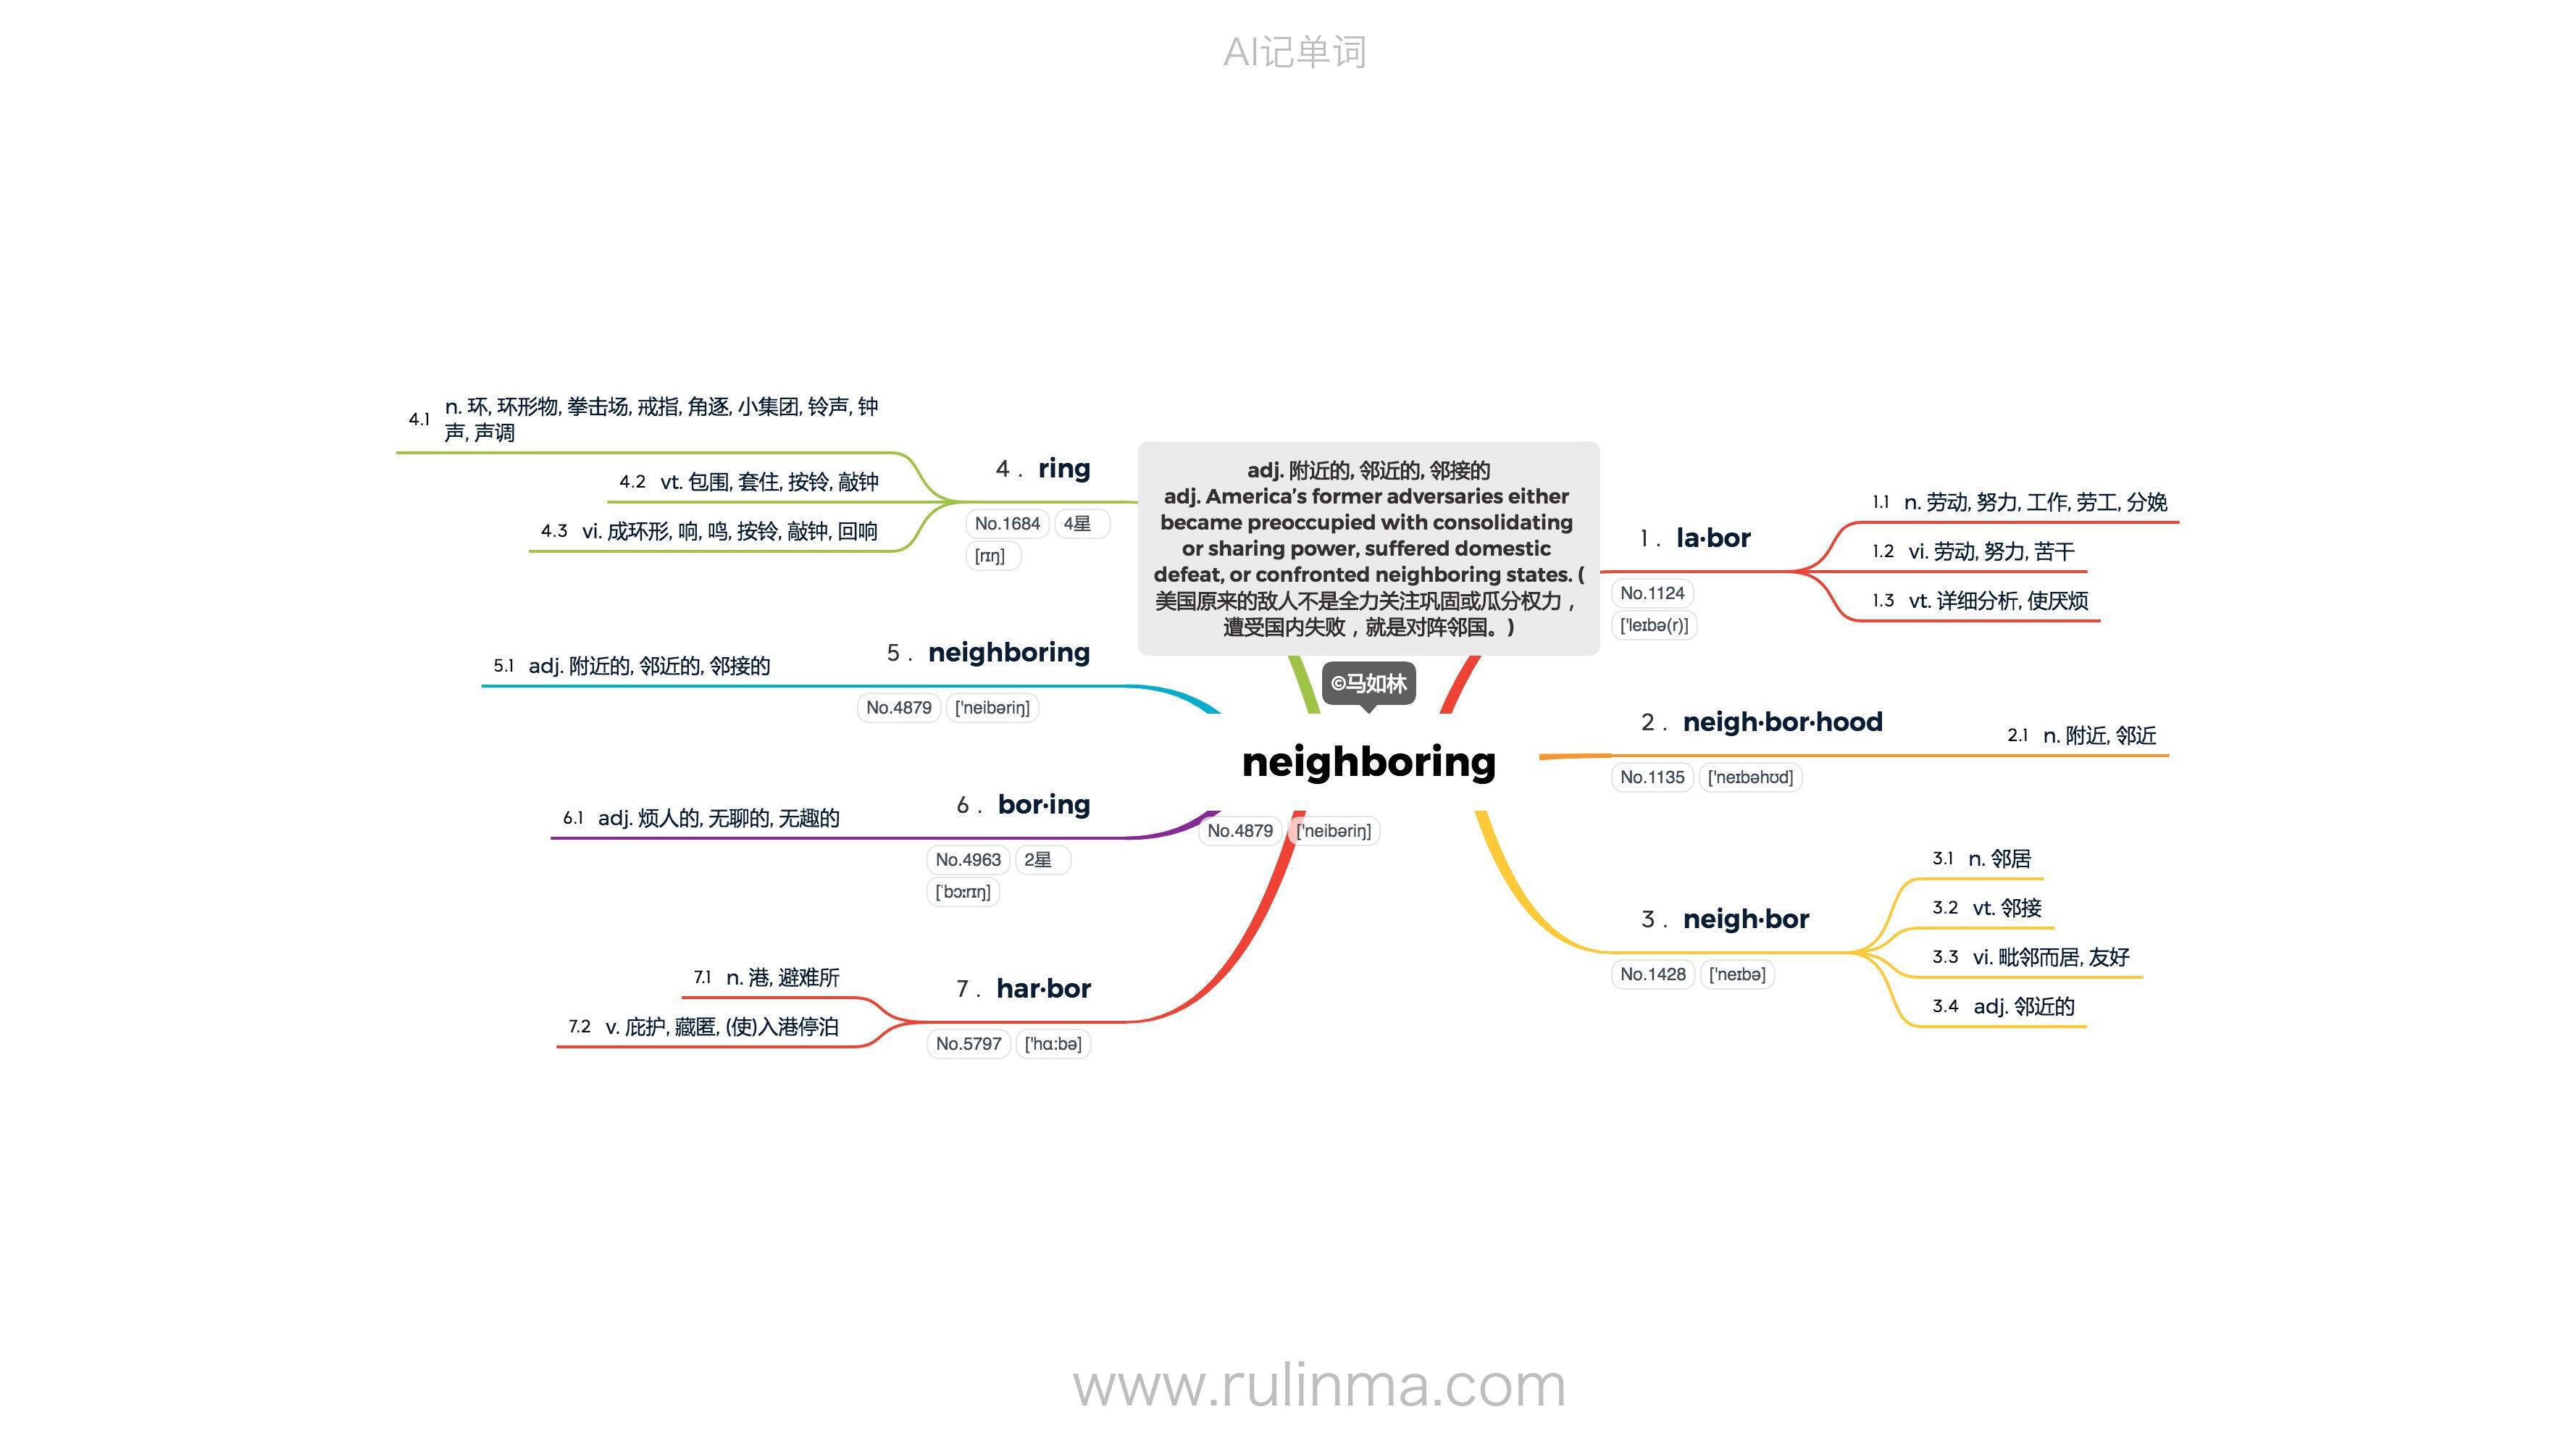 AI记单词
adj. 附近的, 邻近的, 邻接的
adj. America's former adversaries either
became preoccupied with consolidating
or sharing power, suffered domestic
defeat, or confronted neighboring states. (
美国原来的敌人不是全力关注巩固或瓜分权力，
遭受国内失败，就是对阵邻国。)
©马如林
neighboring
No.4879 ['neibəriŋ]
1. la·bor
No.1124
['leɪbə(r)]
1.1 n. 劳动, 努力, 工作, 劳工, 分娩
1.2 vi. 劳动, 努力, 苦干
1.3 vt. 详细分析, 使厌烦
2. neigh·bor·hood
No.1135 ['neɪbəhʊd]
2.1 n. 附近, 邻近
3. neigh·bor
No.1428 ['neɪbə]
3.1 n. 邻居
3.2 vt. 邻接
3.3 vi. 毗邻而居, 友好
3.4 adj. 邻近的
4. ring
No.1684 4星
[rɪŋ]
4.1 n. 环, 环形物, 拳击场, 戒指, 角逐, 小集团, 铃声, 钟
声, 声调
4.2 vt. 包围, 套住, 按铃, 敲钟
4.3 vi. 成环形, 响, 鸣, 按铃, 敲钟, 回响
5. neighboring
No.4879 ['neibəriŋ]
5.1 adj. 附近的, 邻近的, 邻接的
6. bor·ing
No.4963 2星
[ˈbɔːrɪŋ]
6.1 adj. 烦人的, 无聊的, 无趣的
7. har·bor
No.5797 ['hɑ:bə]
7.1 n. 港, 避难所
7.2 v. 庇护, 藏匿, (使)入港停泊
www.rulinma.com